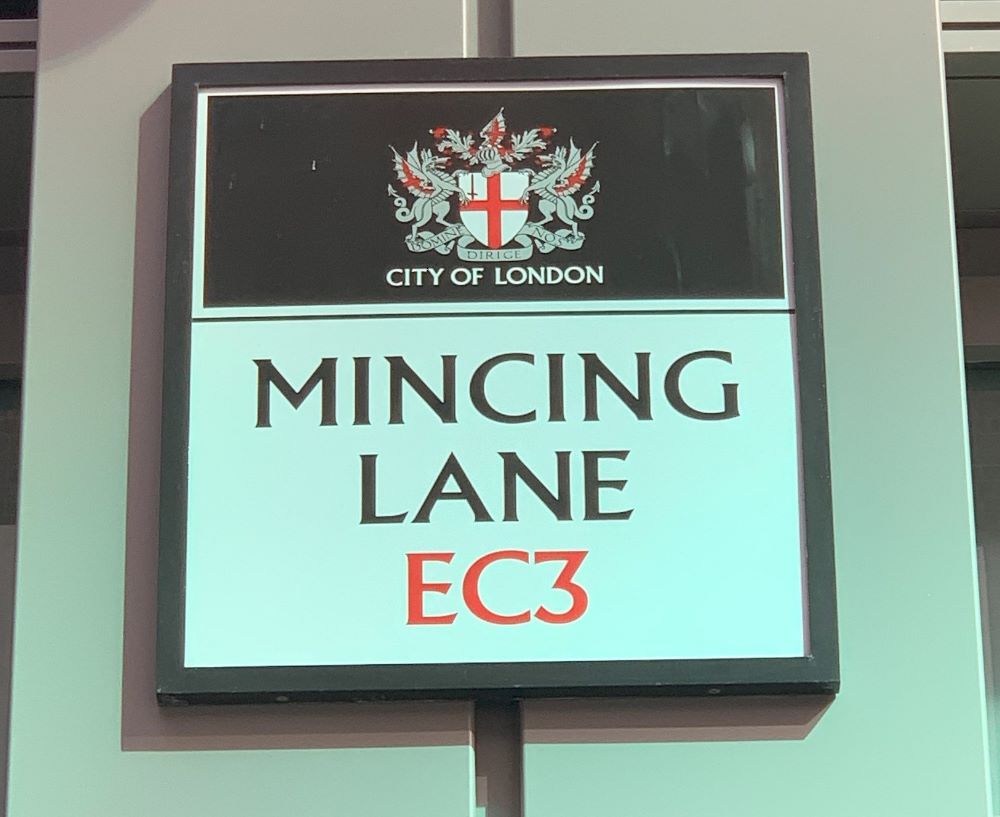 DOMINE DIRIGE NOS
CITY OF LONDON
MINCING
LANE
EC3